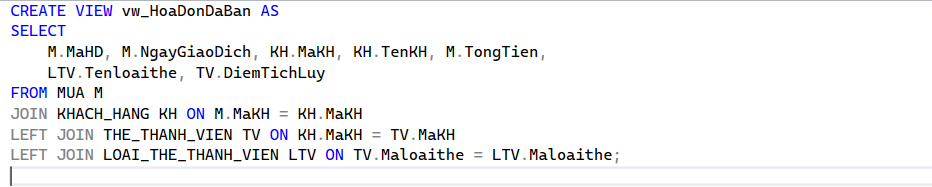 CREATE VIEW vw_HoaDonDaBan AS
SELECT
    M.MaHD, M.NgayGiaoDich, KH.MaKH, KH.TenKH, M.TongTien,
    LTV.Tenloaithe, TV.DiemTichLuy
FROM MUA M
JOIN KHACH_HANG KH ON M.MaKH = KH.MaKH
LEFT JOIN THE_THANH_VIEN TV ON KH.MaKH = TV.MaKH
LEFT JOIN LOAI_THE_THANH_VIEN LTV ON TV.Maloaithe = LTV.Maloaithe;